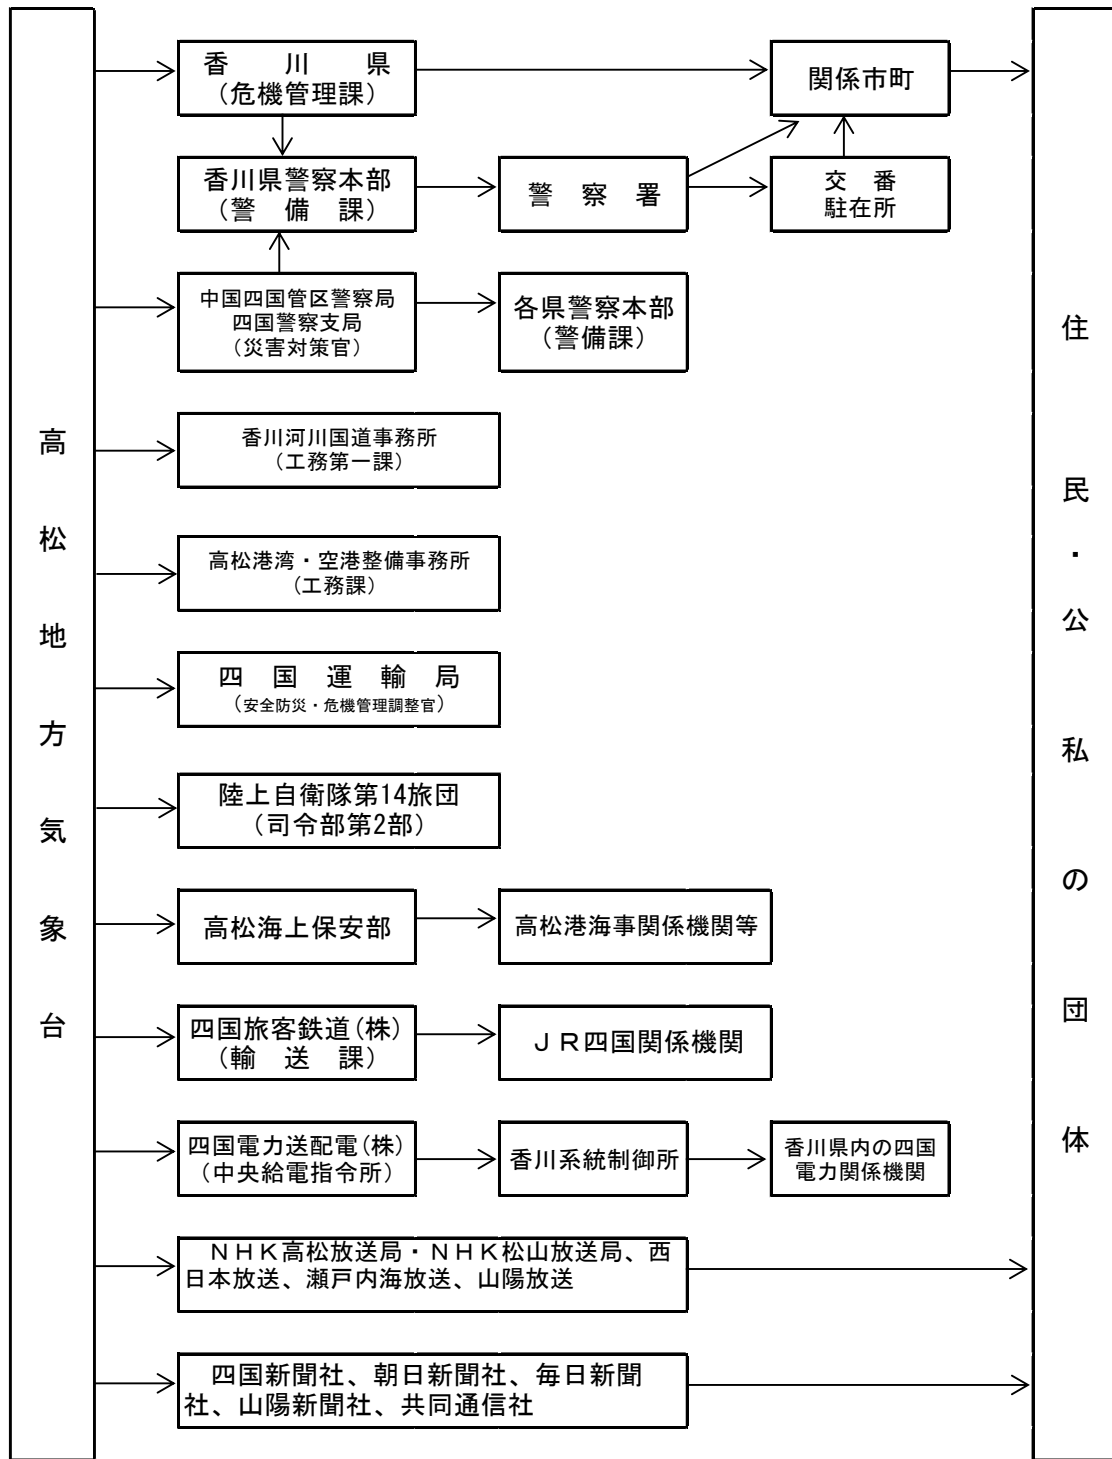 高松地方気象台
香川県
（危機管理課）
関係市町
香川県警察本部
（警備課）
警察署
交番
駐在所
中国四国管区警察局
四国警察支局
（災害対策官）
各県警察本部
（警備課）
香川河川国道事務所
（工務第一課）
高松港湾・空港整備事務所
（工務課）
四国運輸局
（安全防災・危機管理調整官）
陸上自衛隊第14旅団
（司令部第2部）
高松海上保安部
高松港海事関係機関等
四国旅客鉄道(株)
（輸送課）
ＪＲ四国関係機関
四国電力送配電(株)
（中央給電指令所）
香川系統制御所
香川県内の四国
電力関係機関
ＮＨＫ高松放送局・ＮＨＫ松山放送局、西
日本放送、瀬戸内海放送、山陽放送
四国新聞社、朝日新聞社、毎日新聞
社、山陽新聞社、共同通信社
住民・公私の団体